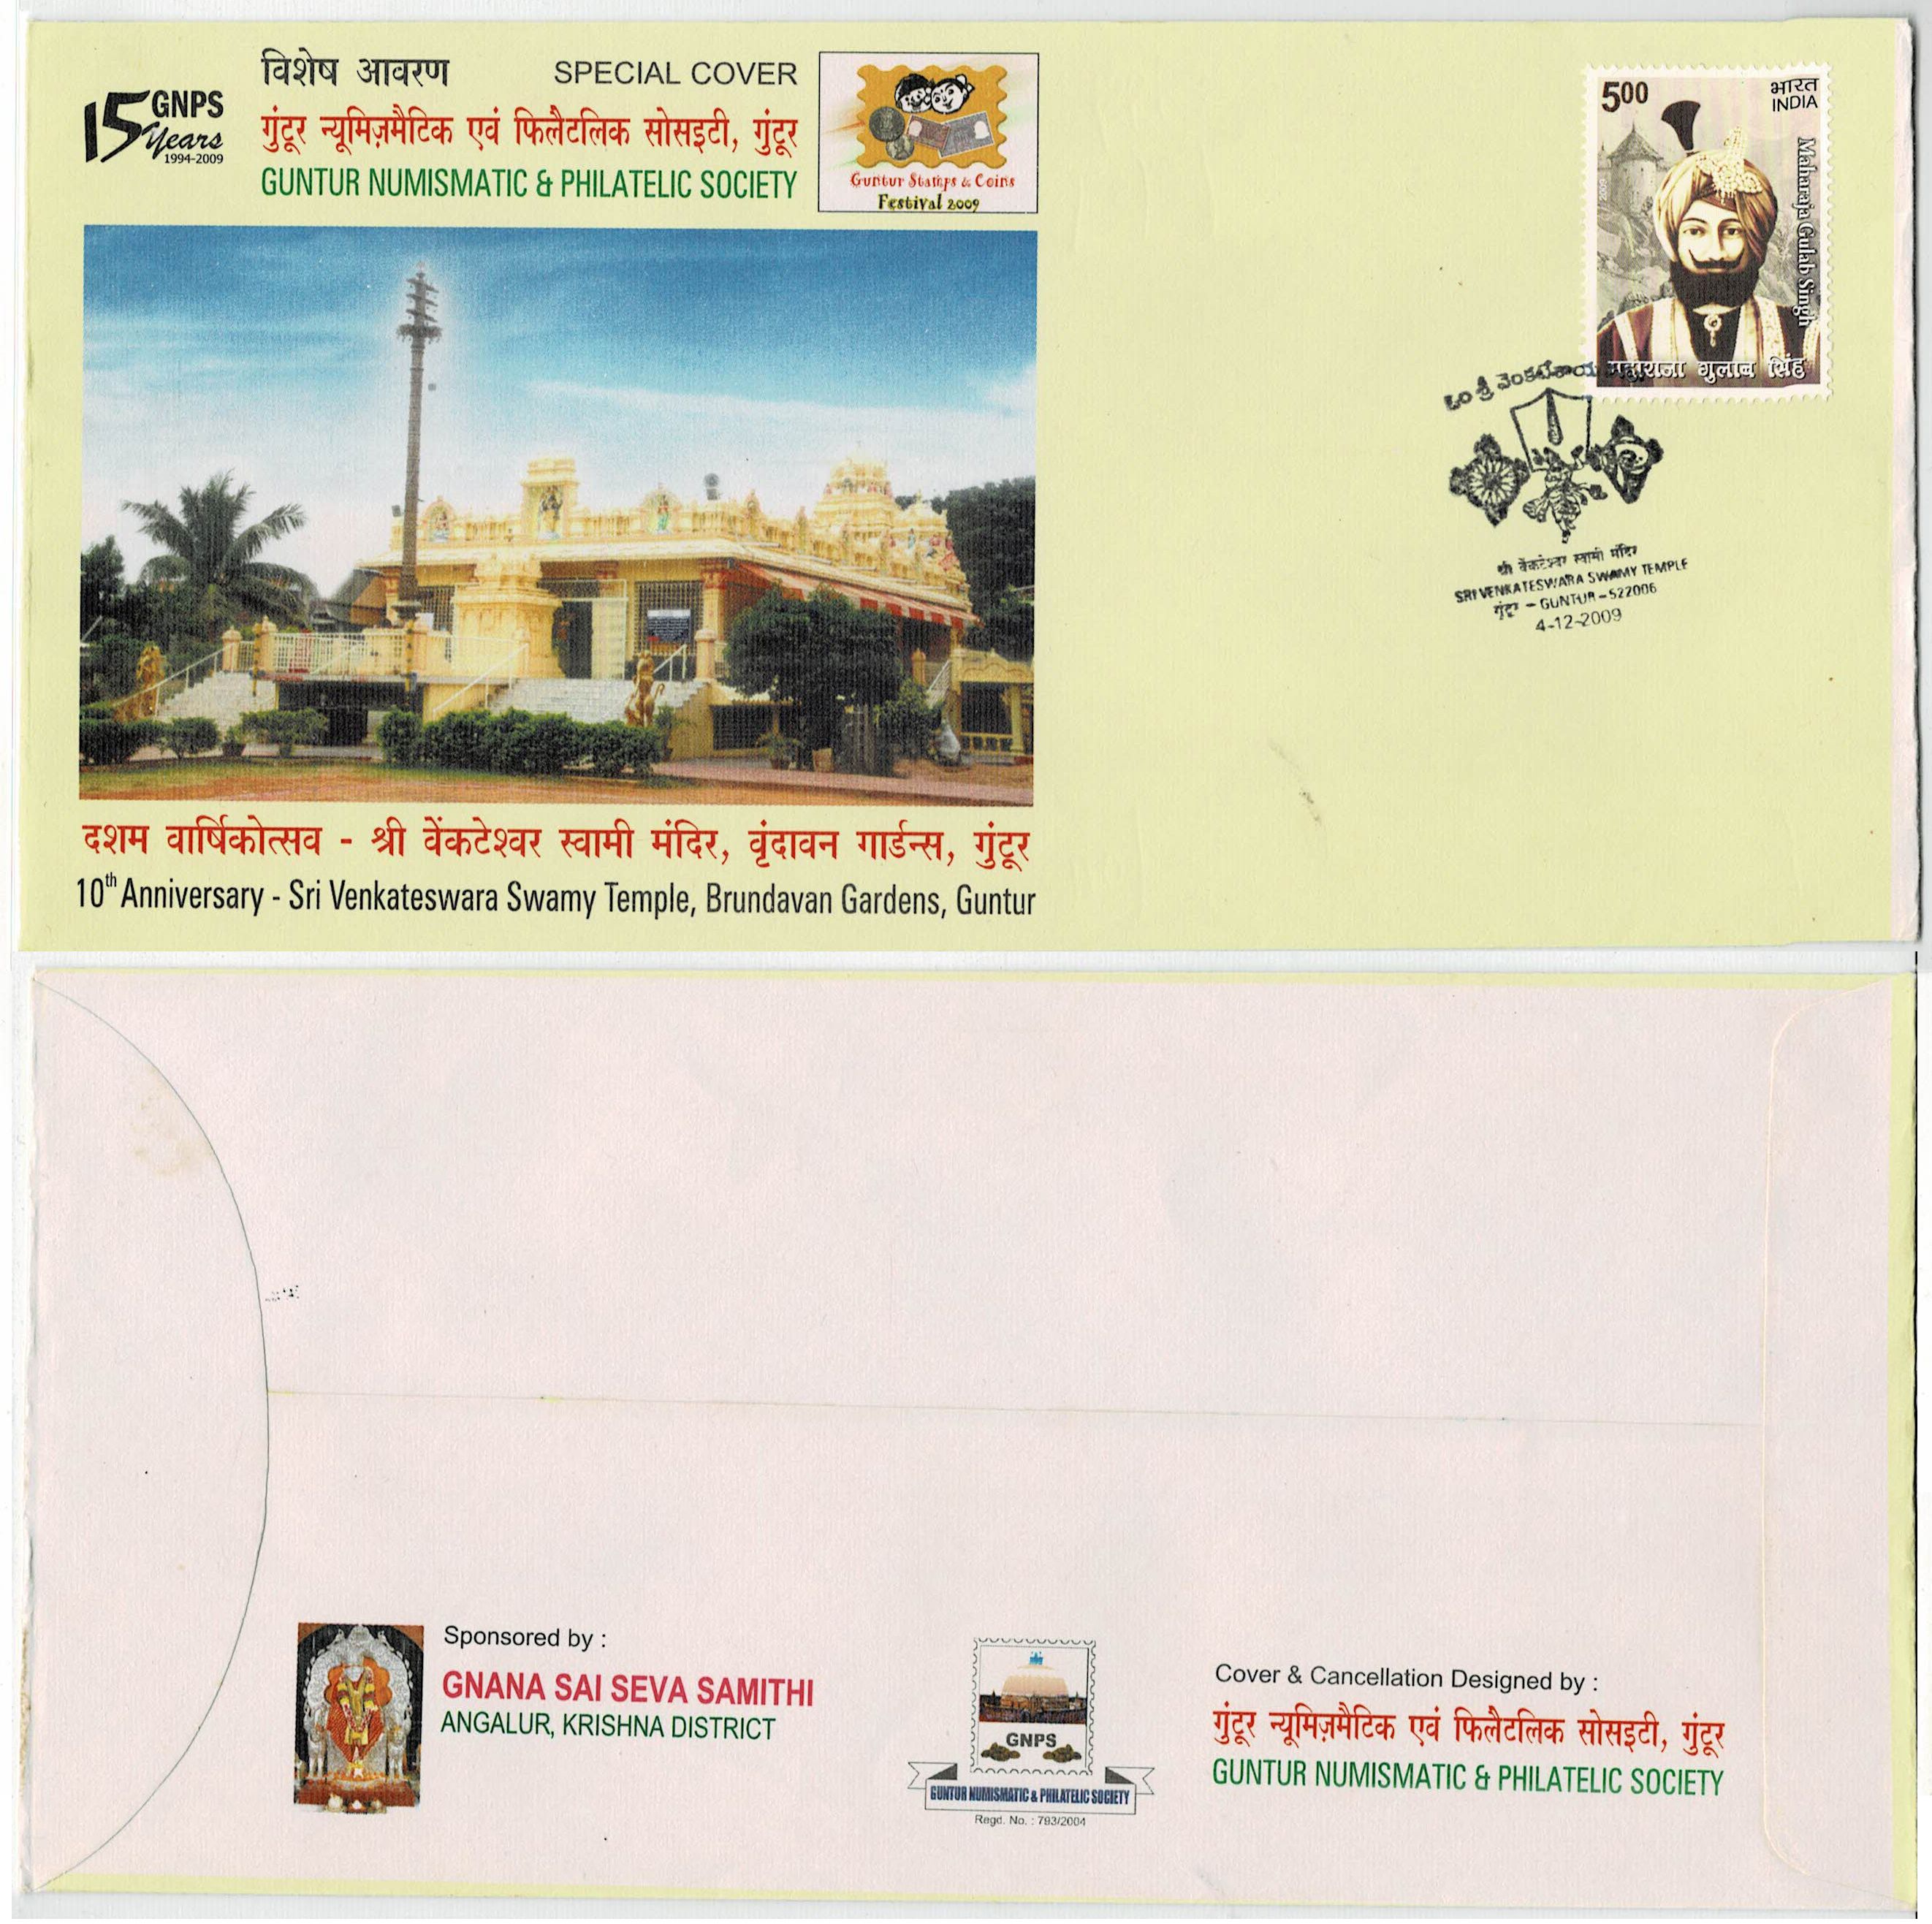 15 GNPS
Years
1994-2009
विशेष आवरण SPECIAL COVER
गुंटूर न्यूमिज़मैटिक एवं फिलैटलिक सोसइटी, गुंटूर
GUNTUR NUMISMATIC & PHILATELIC SOCIETY
Guntur Stamps & Coins
Festival 2009
500
भारत
INDIA
Maharaja Gulab Singh
महाराजा गुलाब सिंह
ఓం శ్రీ వెంకటేశాయ
श्री वेंकटेश्वर स्वामी मंदिर
SRI VENKATESWARA SWAMY TEMPLE
गुंटूर - GUNTUR - 522006
4-12-2009
दशम वार्षिकोत्सव - श्री वेंकटेश्वर स्वामी मंदिर, वृंदावन गार्डन्स, गुंटूर
10th Anniversary - Sri Venkateswara Swamy Temple, Brundavan Gardens, Guntur
Sponsored by :
GNANA SAI SEVA SAMITHI
ANGALUR, KRISHNA DISTRICT
GNPS
GUNTUR NUMISMATIC & PHILATELIC SOCIETY
Regd. No. : 793/2004
Cover & Cancellation Designed by :
गुंटूर न्यूमिज़मैटिक एवं फिलैटलिक सोसइटी, गुंटूर
GUNTUR NUMISMATIC & PHILATELIC SOCIETY